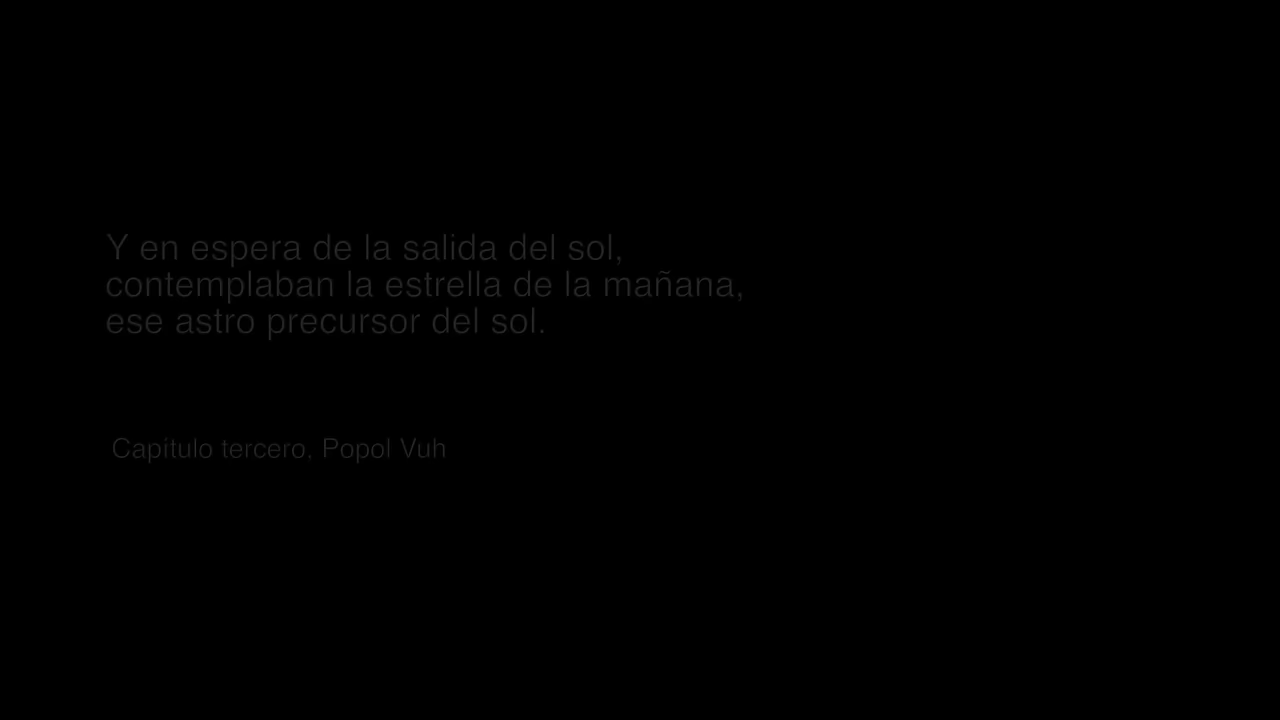 Y en espera de la salida del sol,
contemplaban la estrella de la mañana,
ese astro precursor del sol.
Capítulo tercero, Popol Vuh